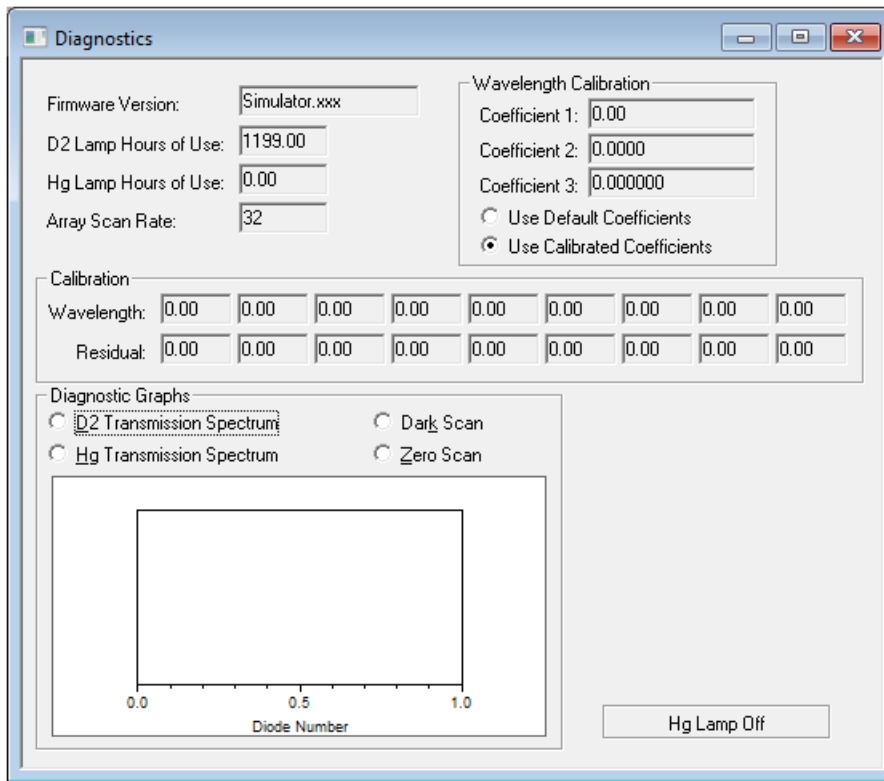 Diagnostics
Firmware Version: Simulator.xxx
D2 Lamp Hours of Use: 1199.00
Hg Lamp Hours of Use: 0.00
Array Scan Rate: 32
Wavelength Calibration
Coefficient 1: 0.00
Coefficient 2: 0.0000
Coefficient 3: 0.000000
Use Default Coefficients
Use Calibrated Coefficients
Calibration
Wavelength: 0.00 0.00 0.00 0.00 0.00 0.00 0.00 0.00 0.00
Residual: 0.00 0.00 0.00 0.00 0.00 0.00 0.00 0.00 0.00
Diagnostic Graphs
D2 Transmission Spectrum
Dark Scan
Hg Transmission Spectrum
Zero Scan
0.0 0.5 1.0
Diode Number
Hg Lamp Off